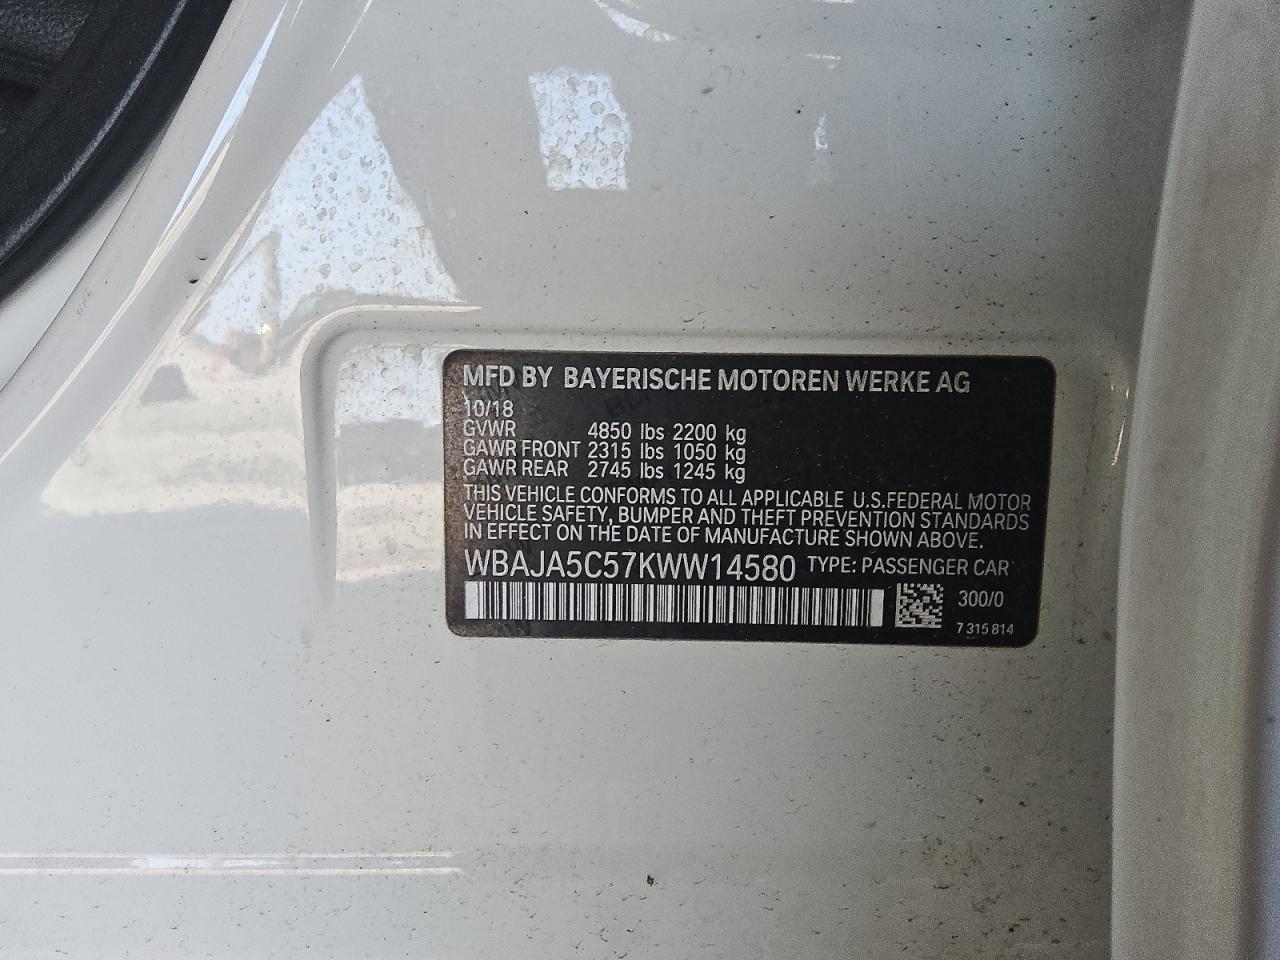 MFD BY BAYERISCHE MOTOREN WERKE AG
10/18
GVWR 4850 lbs 2200 kg
GAWR FRONT 2315 lbs 1050 kg
GAWR REAR 2745 lbs 1245 kg
THIS VEHICLE CONFORMS TO ALL APPLICABLE U.S.FEDERAL MOTOR
VEHICLE SAFETY, BUMPER AND THEFT PREVENTION STANDARDS
IN EFFECT ON THE DATE OF MANUFACTURE SHOWN ABOVE.
WBAJA5C57KWW14580 TYPE: PASSENGER CAR
300/0
7 315 814